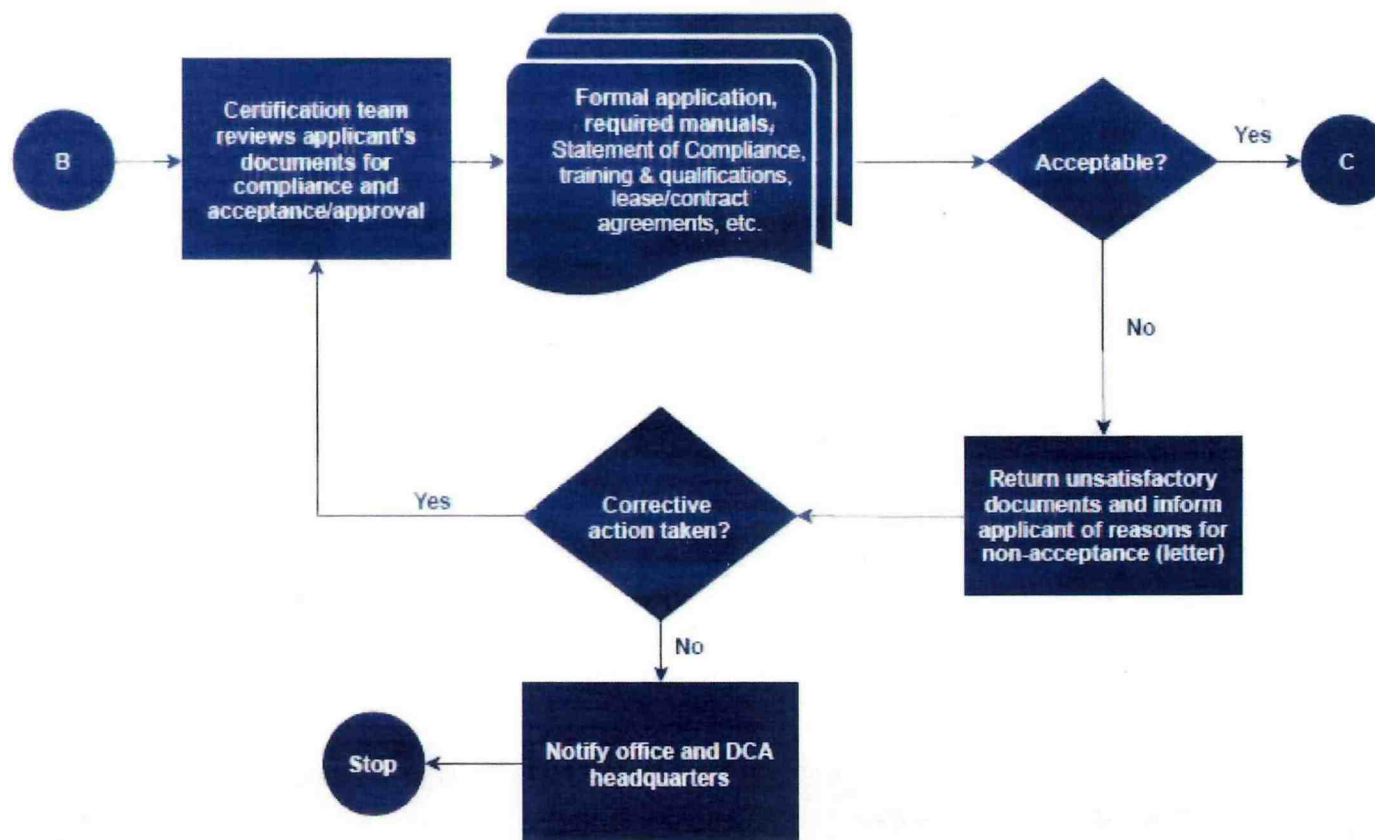 B
Certification team
reviews applicant's
documents for
compliance and
acceptance/approval
Formal application,
required manuals,
Statement of Compliance,
training & qualifications,
lease/contract
agreements, etc.
Acceptable?
Yes
C
No
Return unsatisfactory
documents and inform
applicant of reasons for
non-acceptance (letter)
Corrective
action taken?
Yes
No
Notify office and DCA
headquarters
Stop